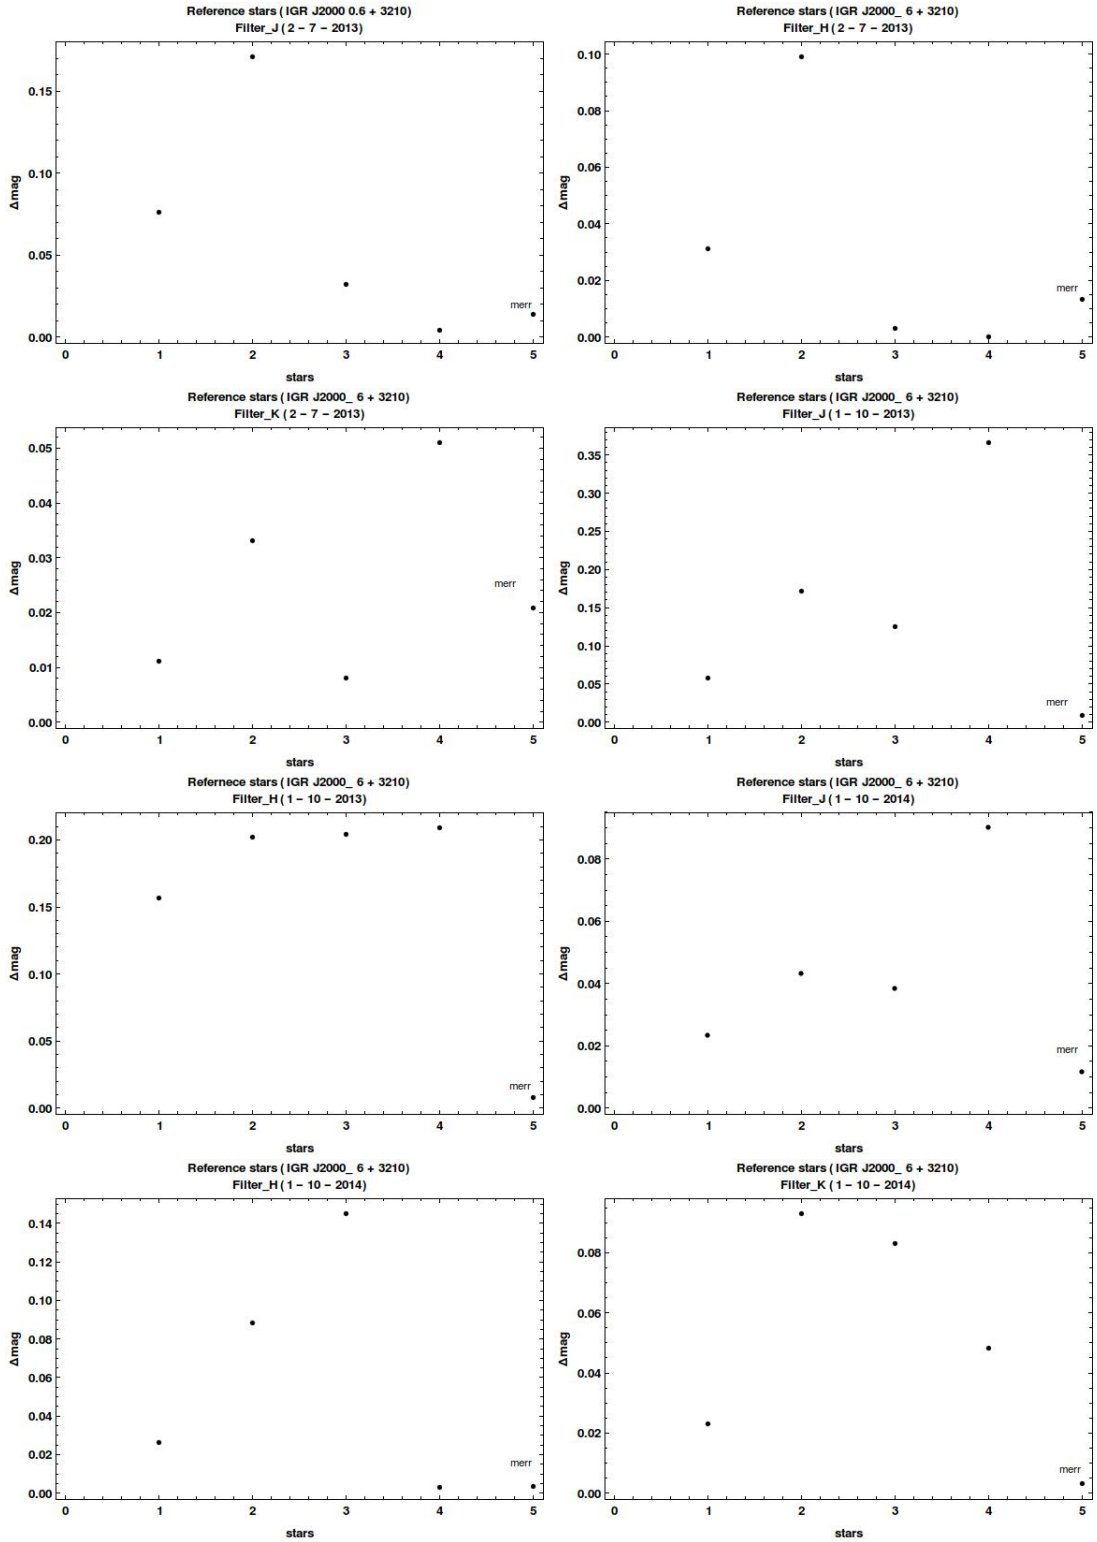 Reference stars ( IGR J2000 0.6 + 3210)
Filter_J ( 2 − 7 − 2013)
0.15
0.10
0.05
0.00
Δmag
merr
0 1 2 3 4 5
stars
Reference stars ( IGR J2000_ 6 + 3210)
Filter_H ( 2 − 7 − 2013)
0.10
0.08
0.06
0.04
0.02
0.00
Δmag
merr
0 1 2 3 4 5
stars
Reference stars ( IGR J2000_ 6 + 3210)
Filter_K ( 2 − 7 − 2013)
0.05
0.04
0.03
0.02
0.01
0.00
Δmag
merr
0 1 2 3 4 5
stars
Reference stars ( IGR J2000_ 6 + 3210)
Filter_J ( 1 − 10 − 2013)
0.35
0.30
0.25
0.20
0.15
0.10
0.05
0.00
Δmag
merr
0 1 2 3 4 5
stars
Refernece stars ( IGR J2000_ 6 + 3210)
Filter_H ( 1 − 10 − 2013)
0.20
0.15
0.10
0.05
0.00
Δmag
merr
0 1 2 3 4 5
stars
Reference stars ( IGR J2000_ 6 + 3210)
Filter_J ( 1 − 10 − 2014)
0.08
0.06
0.04
0.02
0.00
Δmag
merr
0 1 2 3 4 5
stars
Reference stars ( IGR J2000_ 6 + 3210)
Filter_H ( 1 − 10 − 2014)
0.14
0.12
0.10
0.08
0.06
0.04
0.02
0.00
Δmag
merr
0 1 2 3 4 5
stars
Reference stars ( IGR J2000_ 6 + 3210)
Filter_K ( 1 − 10 − 2014)
0.08
0.06
0.04
0.02
0.00
Δmag
merr
0 1 2 3 4 5
stars